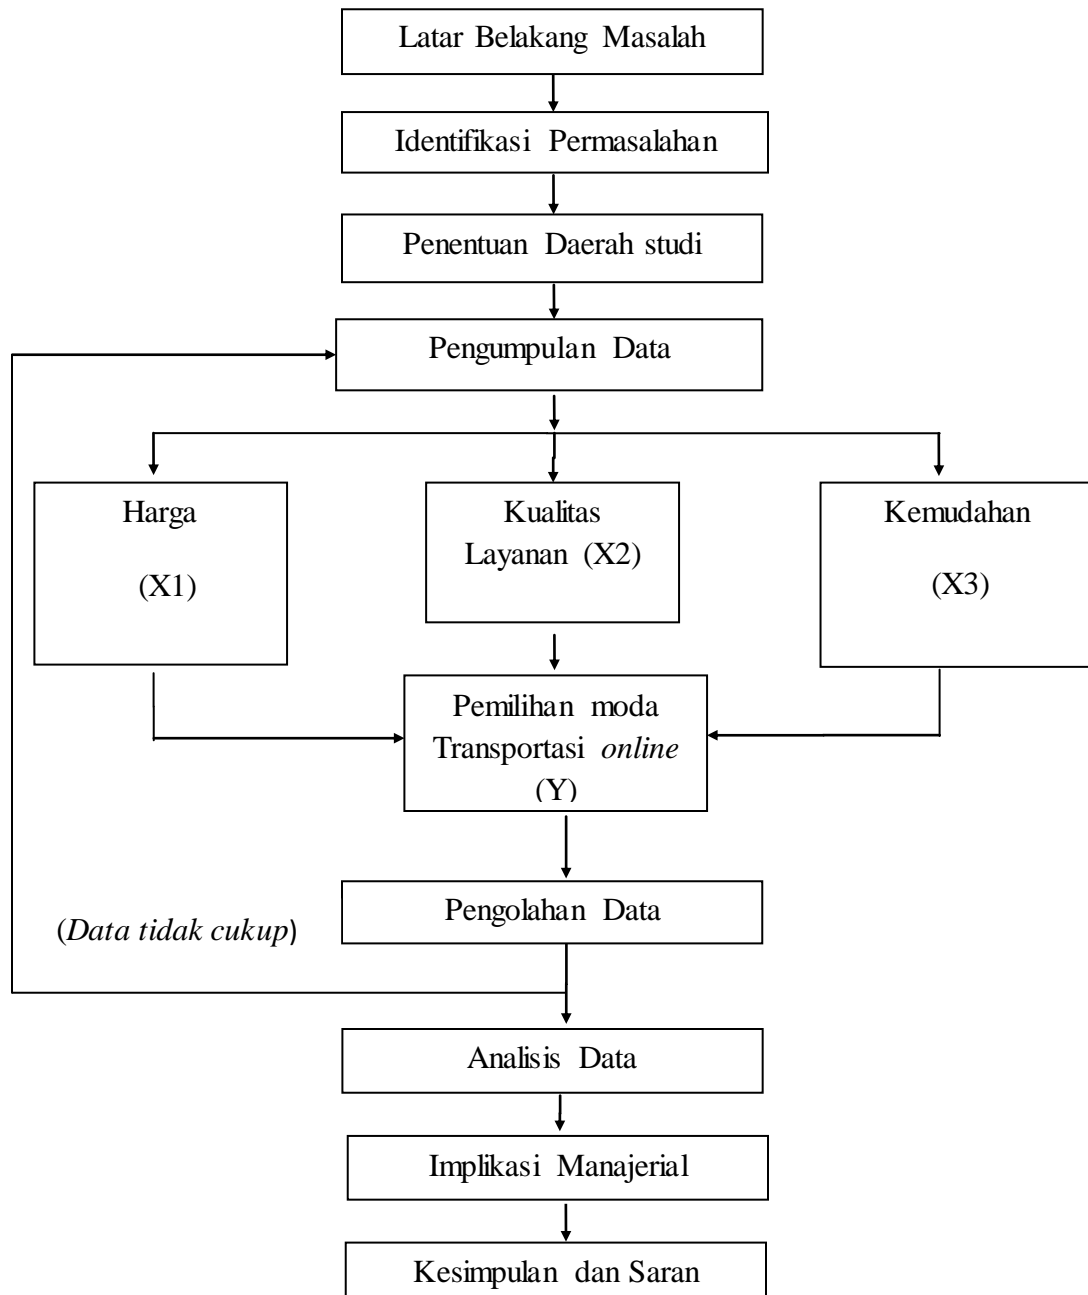 Latar Belakang Masalah
Identifikasi Permasalahan
Penentuan Daerah studi
Pengumpulan Data
Harga
(X1)
Kualitas
Layanan (X2)
Kemudahan
(X3)
Pemilihan moda
Transportasi online
(Y)
Pengolahan Data
(Data tidak cukup)
Analisis Data
Implikasi Manajerial
Kesimpulan dan Saran